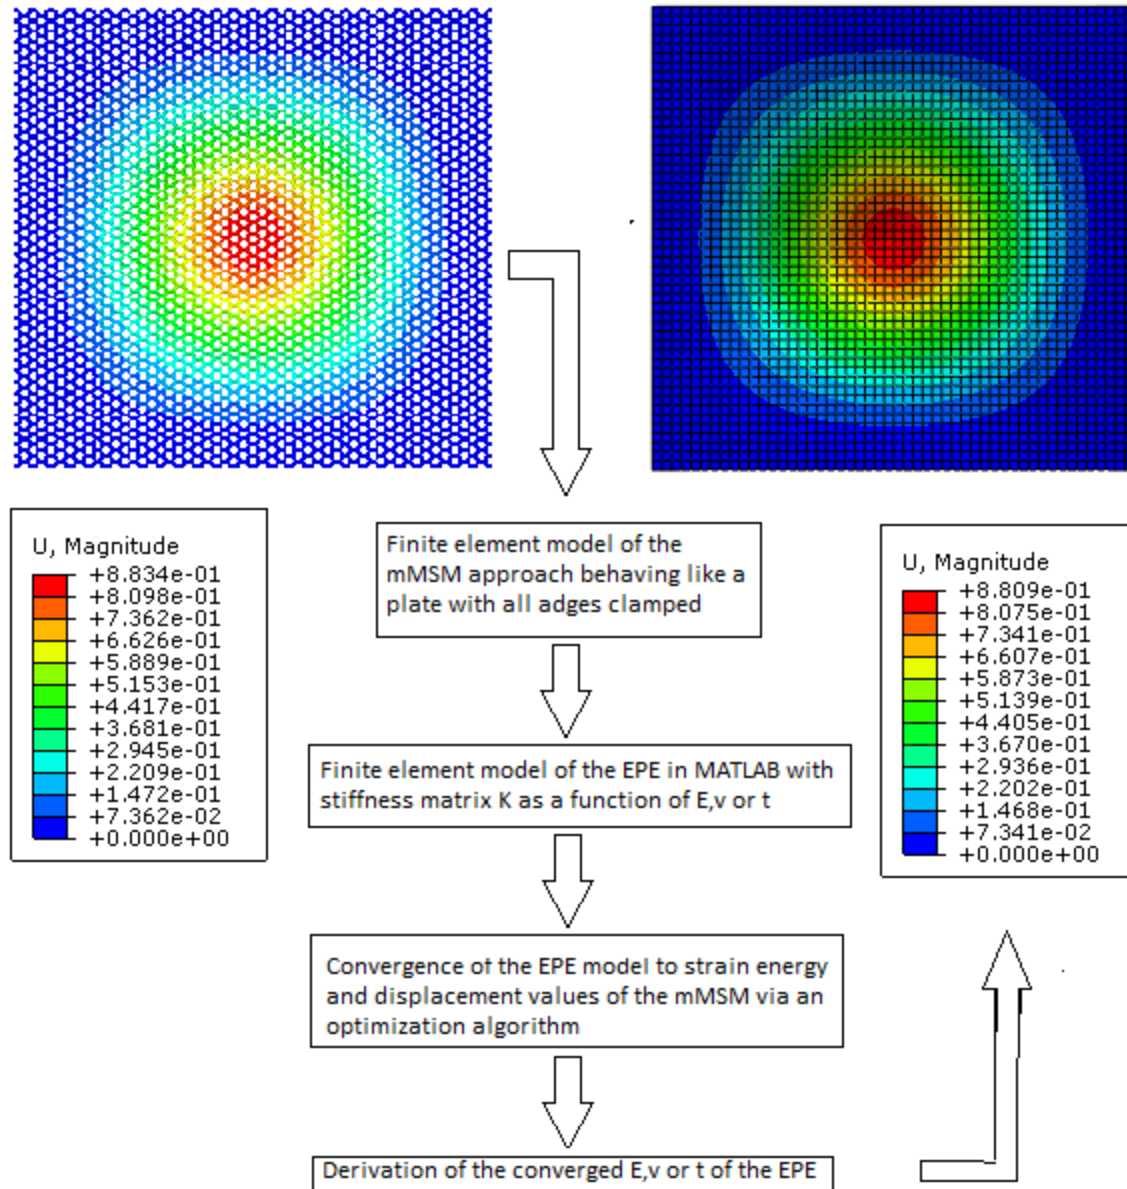 U, Magnitude
+8.834e-01
+8.098e-01
+7.362e-01
+6.626e-01
+5.889e-01
+5.153e-01
+4.417e-01
+3.681e-01
+2.945e-01
+2.209e-01
+1.472e-01
+7.362e-02
+0.000e+00
Finite element model of the
mMSM approach behaving like a
plate with all adges clamped
U, Magnitude
+8.809e-01
+8.075e-01
+7.341e-01
+6.607e-01
+5.873e-01
+5.139e-01
+4.405e-01
+3.670e-01
+2.936e-01
+2.202e-01
+1.468e-01
+7.341e-02
+0.000e+00
Finite element model of the EPE in MATLAB with
stiffness matrix K as a function of E,v or t
Convergence of the EPE model to strain energy
and displacement values of the mMSM via an
optimization algorithm
Derivation of the converged E,v or t of the EPE